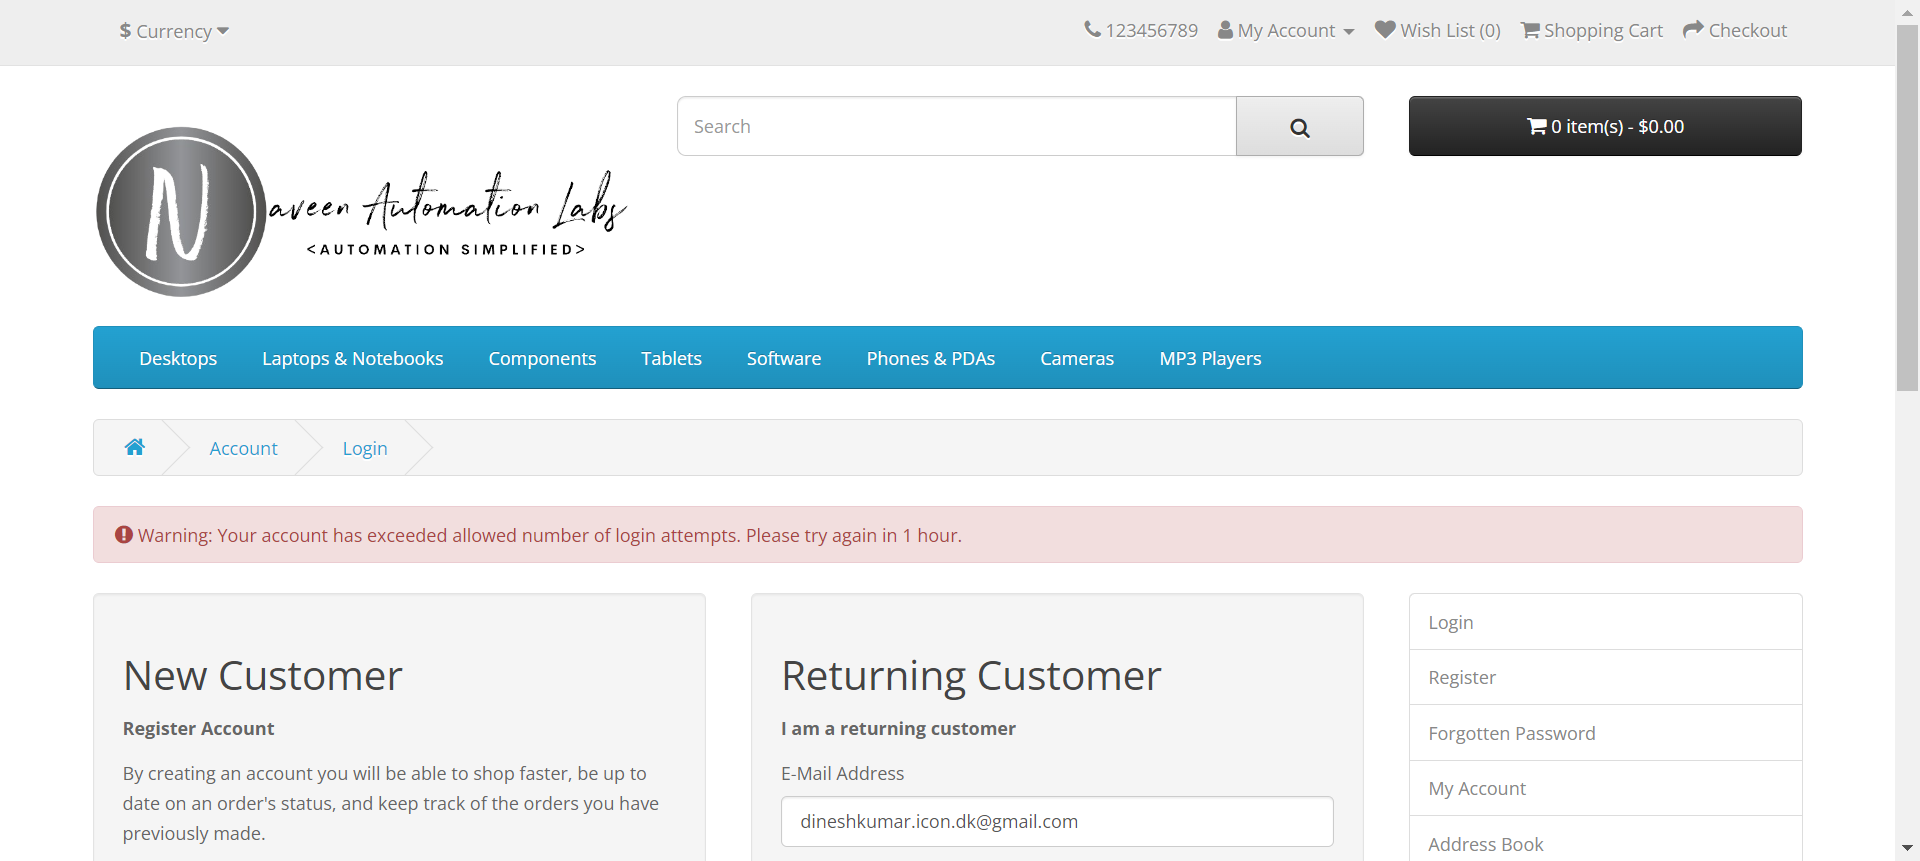 $ Currency
123456789 My Account Wish List (0) Shopping Cart Checkout
Search
0 item(s) - $0.00
Naveen Automation Labs
<AUTOMATION SIMPLIFIED>
Desktops Laptops & Notebooks Components Tablets Software Phones & PDAs Cameras MP3 Players
Account Login
Warning: Your account has exceeded allowed number of login attempts. Please try again in 1 hour.
New Customer
Register Account
By creating an account you will be able to shop faster, be up to
date on an order's status, and keep track of the orders you have
previously made.
Returning Customer
I am a returning customer
E-Mail Address
dineshkumar.icon.dk@gmail.com
Login
Register
Forgotten Password
My Account
Address Book